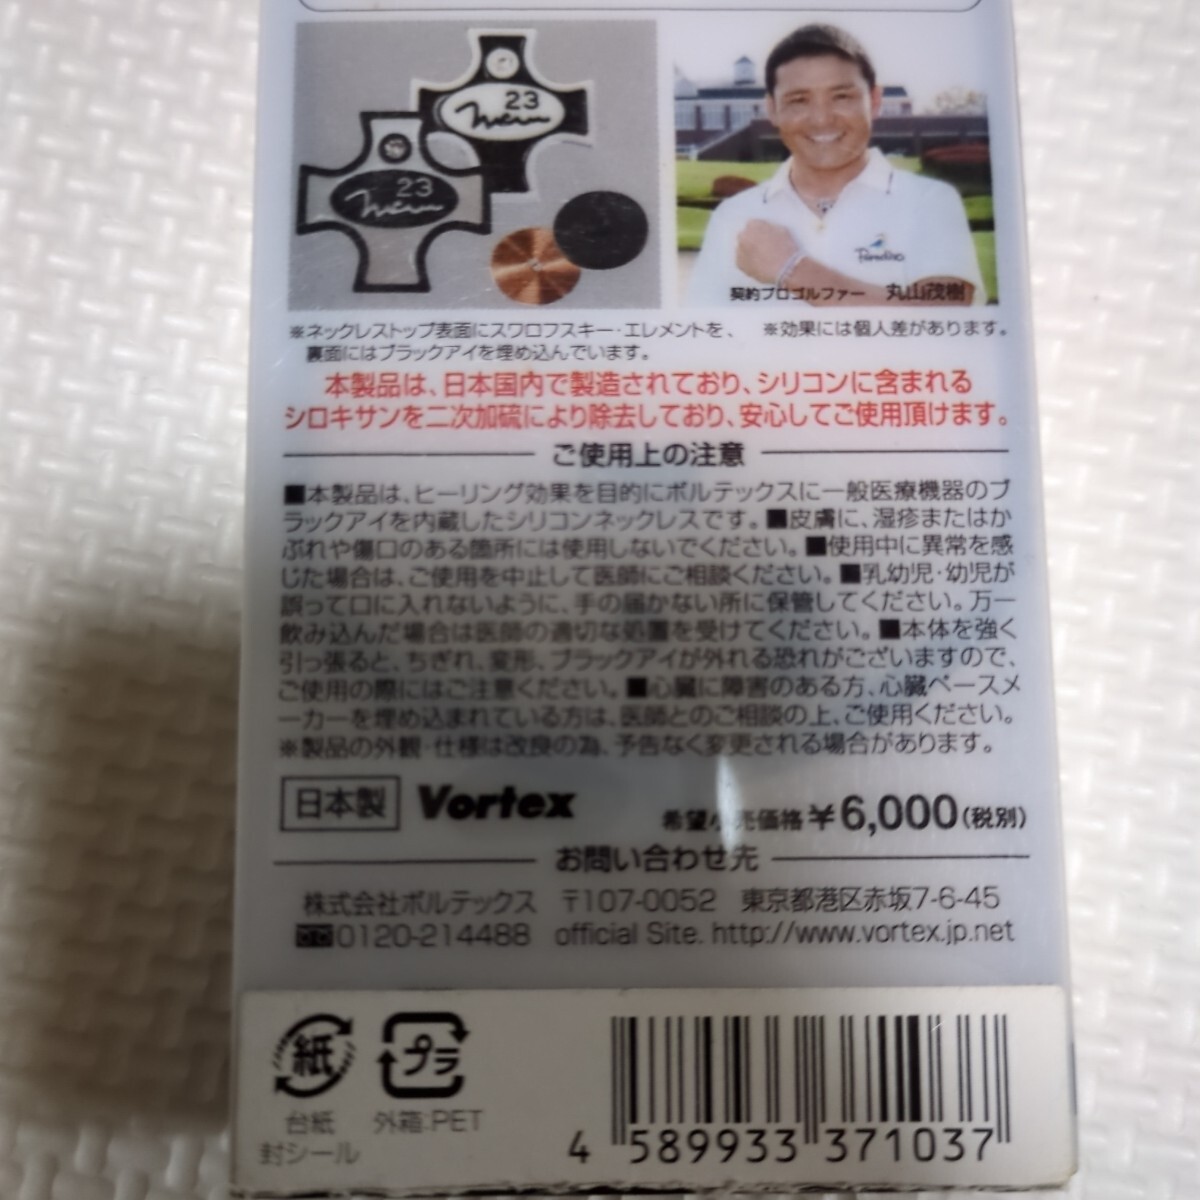 23
23
Paradiso
契約プロゴルファー 丸山茂樹
※ネックレストップ表面にスワロフスキー・エレメントを、
裏面にはブラックアイを埋め込んでいます。
※効果には個人差があります。
本製品は、日本国内で製造されており、シリコンに含まれる
シロキサンを二次加硫により除去しており、安心してご使用頂けます。
ご使用上の注意
■本製品は、ヒーリング効果を目的にボルテックスに一般医療機器のブ
ラックアイを内蔵したシリコンネックレスです。■皮膚に、湿疹またはか
ぶれや傷口のある箇所には使用しないでください。■使用中に異常を感
じた場合は、ご使用を中止して医師にご相談ください。■乳幼児・幼児が
誤って口に入れないように、手の届かない所に保管してください。万一
飲み込んだ場合は医師の適切な処置を受けてください。■本体を強く
引っ張ると、ちぎれ、変形、ブラックアイが外れる恐れがございますので、
ご使用の際にはご注意ください。■心臓に障害のある方、心臓ペースメ
ーカーを埋め込まれている方は、医師とのご相談の上、ご使用ください。
※製品の外観・仕様は改良の為、予告なく変更される場合があります。
日本製 Vortex 希望小売価格 ¥6,000(税別)
お問い合わせ先
株式会社ボルテックス 〒107-0052 東京都港区赤坂7-6-45
0120-214488 official Site. http://www.vortex.jp.net
紙 プラ
台紙 外箱:PET
封シール
4 589933 371037